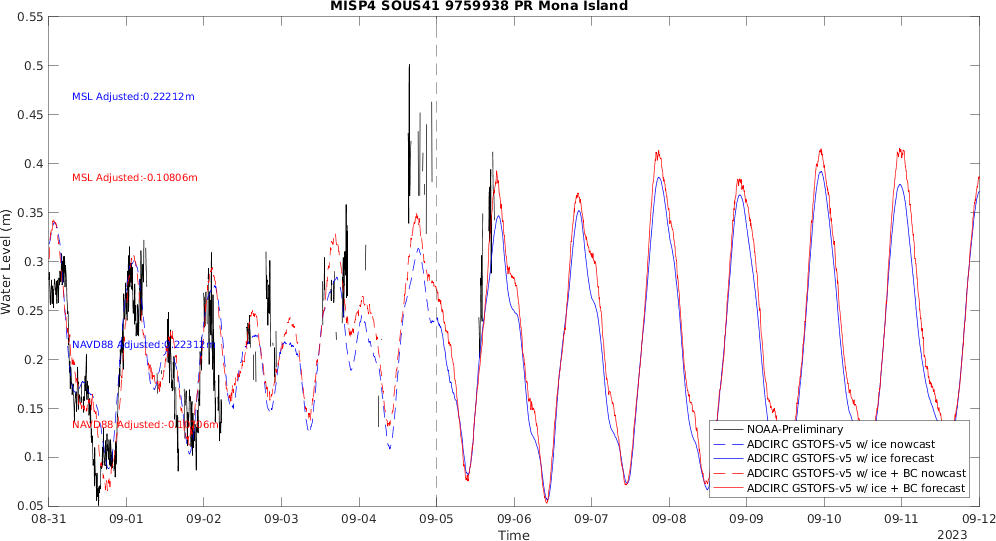 MISP4 SOUS41 9759938 PR Mona Island
0.55
0.5
0.45
0.4
0.35
0.3
0.25
0.2
0.15
0.1
0.05
Water Level (m)
MSL Adjusted:0.22212m
MSL Adjusted:-0.10806m
NAVD88 Adjusted:0.22312m
NAVD88 Adjusted:-0.10706m
NOAA-Preliminary
ADCIRC GSTOFS-v5 w/ ice nowcast
ADCIRC GSTOFS-v5 w/ ice forecast
ADCIRC GSTOFS-v5 w/ ice + BC nowcast
ADCIRC GSTOFS-v5 w/ ice + BC forecast
08-31 09-01 09-02 09-03 09-04 09-05 09-06 09-07 09-08 09-09 09-10 09-11 09-12
Time
2023